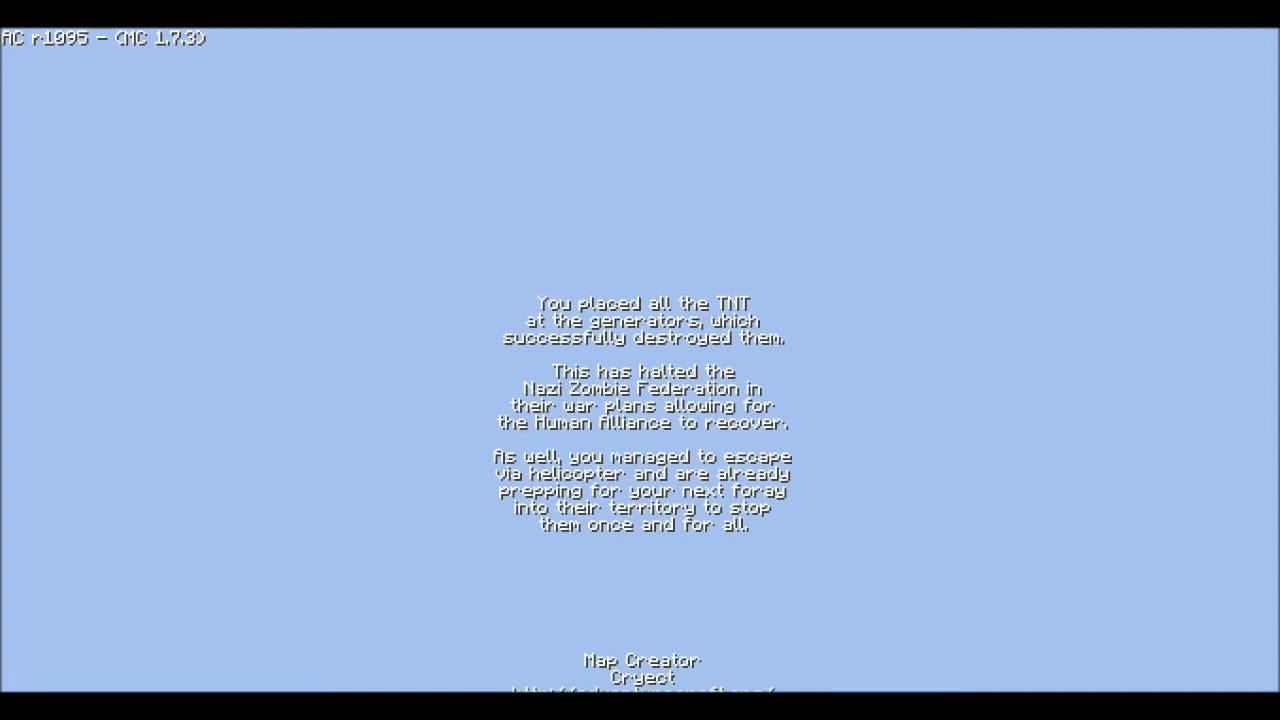 AC r1095 - (MC 1.7.3)
You placed all the TNT
at the generators, which
successfully destroyed them.
This has halted the
Nazi Zombie Federation in
their war plans allowing for
the Human Alliance to recover.
As well, you managed to escape
via helicopter and are already
prepping for your next foray
into their territory to stop
them once and for all.
Map Creator
Cryect